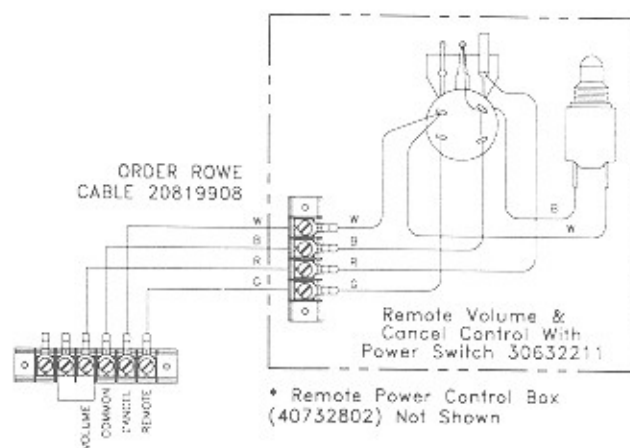 ORDER ROWE
CABLE 20819908
W
B
R
G
W
B
R
G
B
W
Remote Volume &
Cancel Control With
Power Switch 30632211
VOLUME
COMMON
CANCEL
REMOTE
* Remote Power Control Box
(40732802) Not Shown